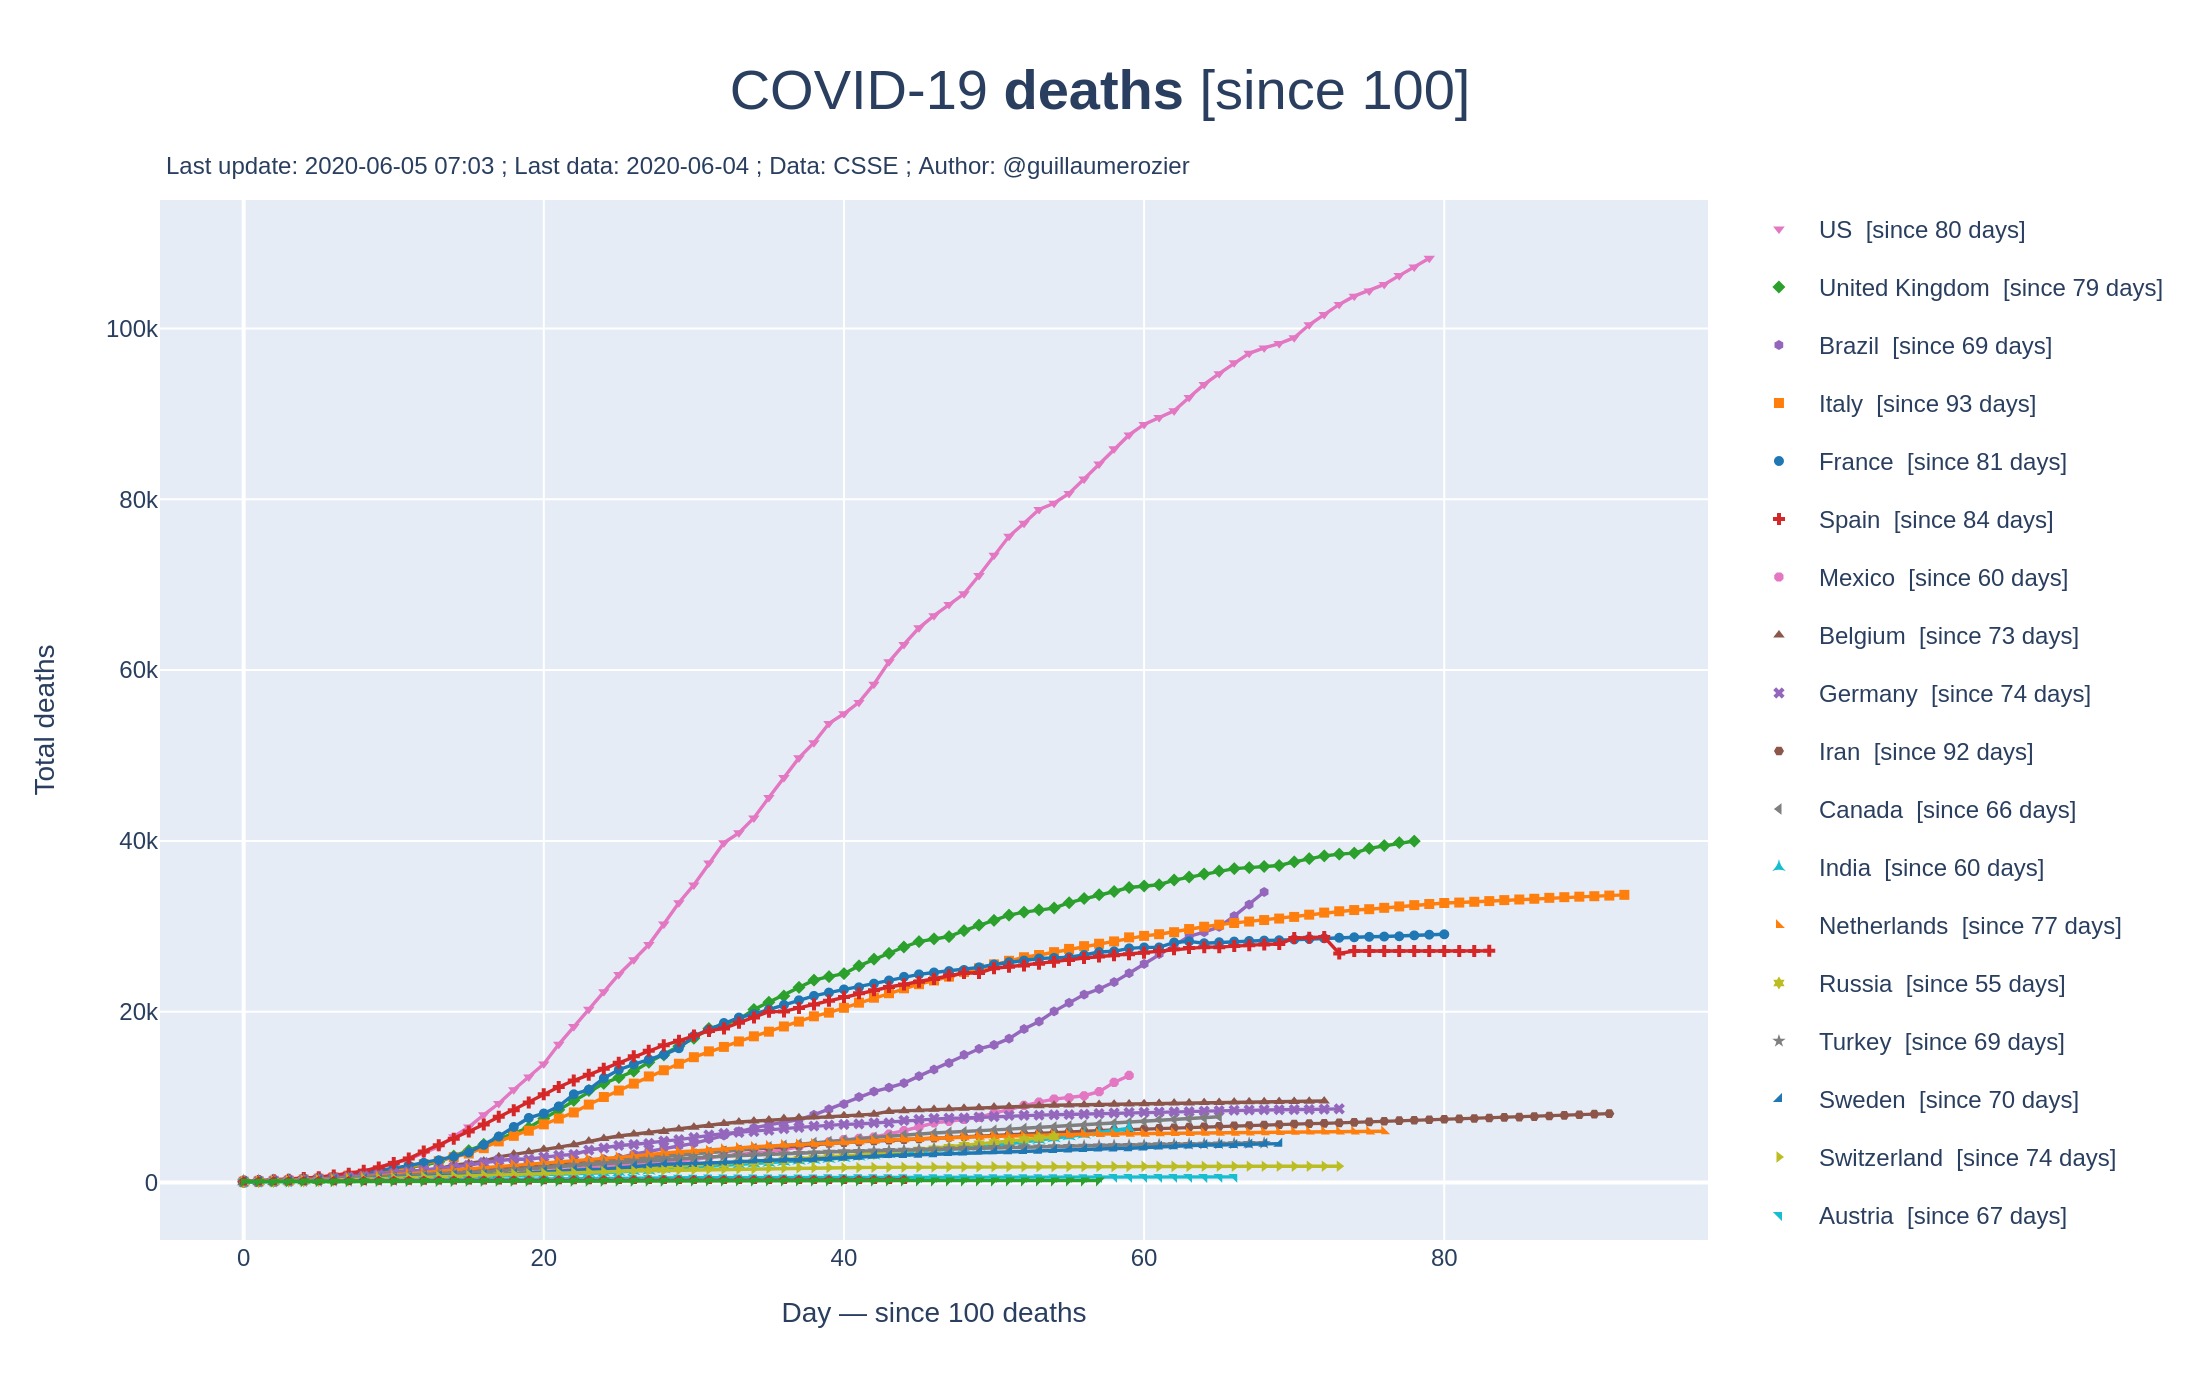 COVID-19 deaths [since 100]
Last update: 2020-06-05 07:03 ; Last data: 2020-06-04 ; Data: CSSE ; Author: @guillaumerozier
Total deaths
100k
80k
60k
40k
20k
0
0 20 40 60 80
Day — since 100 deaths
US [since 80 days]
United Kingdom [since 79 days]
Brazil [since 69 days]
Italy [since 93 days]
France [since 81 days]
Spain [since 84 days]
Mexico [since 60 days]
Belgium [since 73 days]
Germany [since 74 days]
Iran [since 92 days]
Canada [since 66 days]
India [since 60 days]
Netherlands [since 77 days]
Russia [since 55 days]
Turkey [since 69 days]
Sweden [since 70 days]
Switzerland [since 74 days]
Austria [since 67 days]